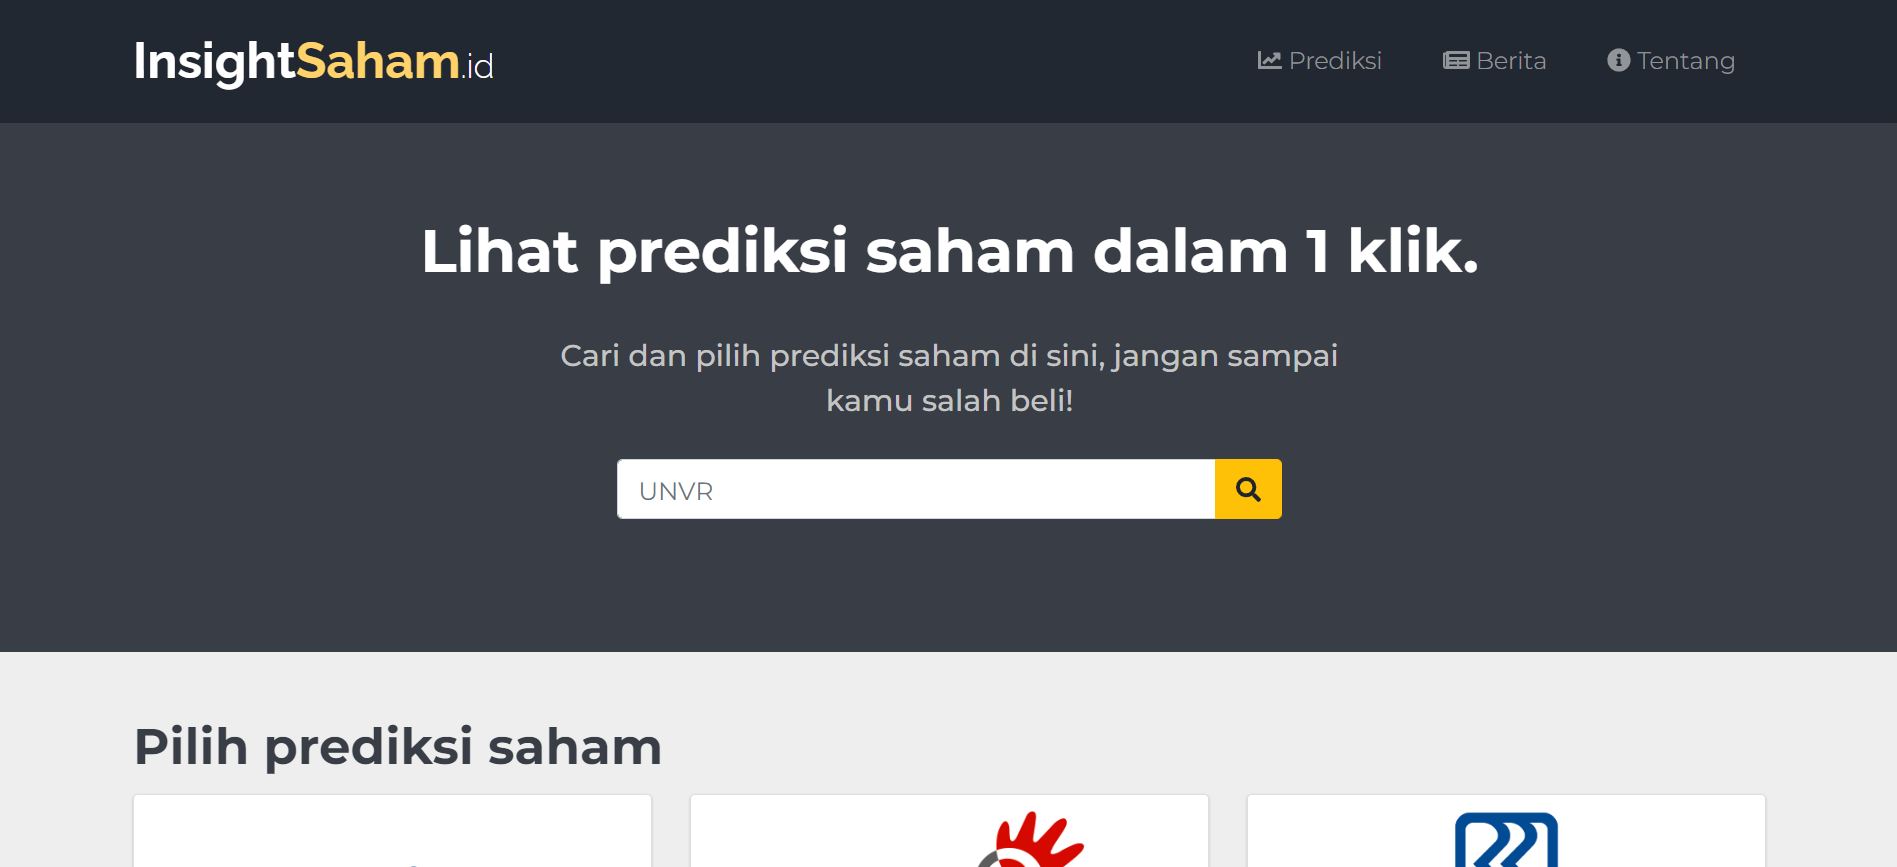 InsightSaham.id
Prediksi
Berita
Tentang
Lihat prediksi saham dalam 1 klik.
Cari dan pilih prediksi saham di sini, jangan sampai
kamu salah beli!
UNVR
Pilih prediksi saham